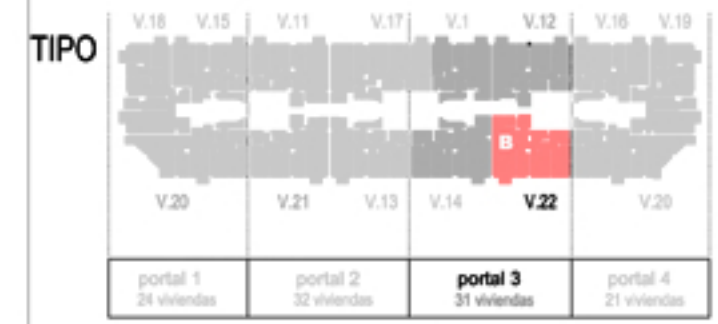 V.18 V.15 V.11 V.17 V.1 V.12 V.16 V.19
TIPO
B
V.20 V.21 V.13 V.14 V.22 V.20
portal 1 portal 2 portal 3 portal 4
24 viviendas 32 viviendas 31 viviendas 21 viviendas